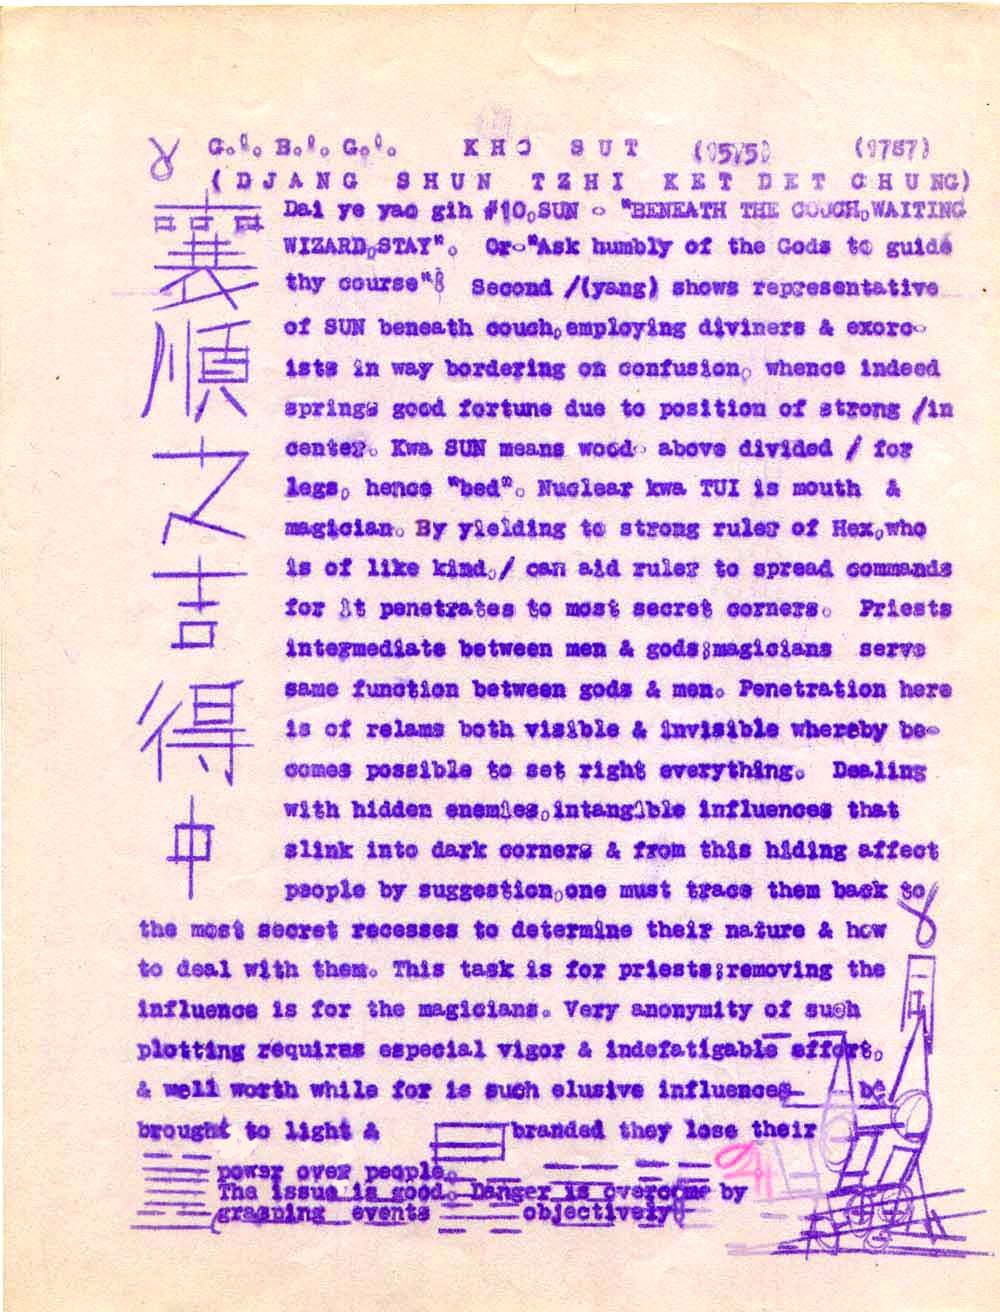 G.'. B.'. G.'. KHO SUT (1575) (1787)
(DJANG SHUN TZHI KET DET CHUNG)
順之吉得中
Dai ye yao gih #10, SUN - "BENEATH THE COUCH, WAITING
WIZARD, STAY". Or-"Ask humbly of the Gods to guide
thy course": Second /(yang) shows representative
of SUN beneath couch, employing diviners & exorc-
ists in way bordering on confusion, whence indeed
springs good fortune due to position of strong /in
center. Kwa SUN means wood- above divided / for
legs, hence "bed". Nuclear kwa TUI is mouth &
magician. By yielding to strong ruler of Hex, who
is of like kind, / can aid ruler to spread commands
for it penetrates to most secret corners. Priests
intermediate between men & gods; magicians serve
same function between gods & men. Penetration here
is of relams both visible & invisible whereby be-
comes possible to set right everything. Dealing
with hidden enemies, intangible influences that
slink into dark corners & from this hiding affect
people by suggestion, one must trace them back to
the most secret recesses to determine their nature & how
to deal with them. This task is for priests; removing the
influence is for the magicians. Very anonymity of such
plotting requires especial vigor & indefatigable effort,
& well worth while for is such elusive influences be
brought to light & branded they lose their
power over people.
The issue is good. Danger is overcome by
grasping events objectively